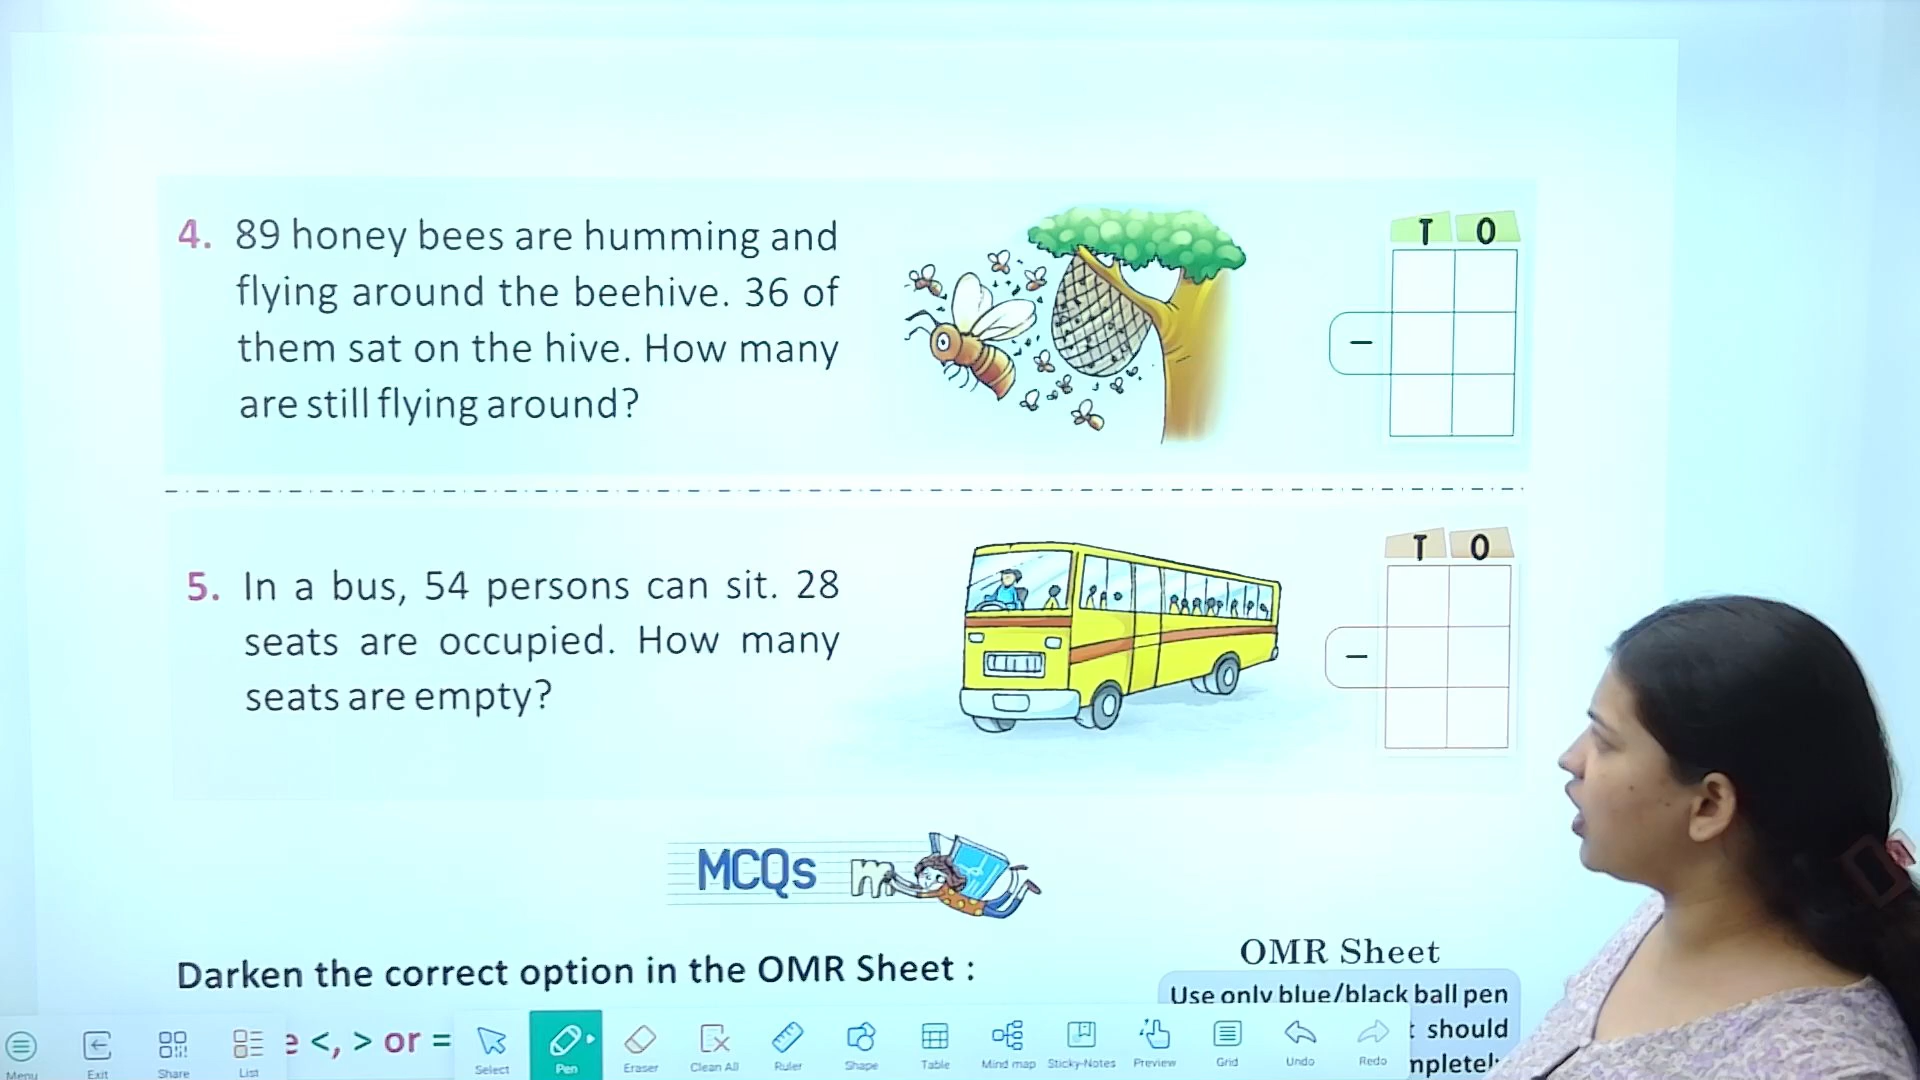 4. 89 honey bees are humming and
flying around the beehive. 36 of
them sat on the hive. How many
are still flying around?
T O
−
5. In a bus, 54 persons can sit. 28
seats are occupied. How many
seats are empty?
T O
−
MCQs m
Darken the correct option in the OMR Sheet :
OMR Sheet
Use only blue/black ball pen
should
<, > or =
Menu
Exit
Share
List
Select
Pen
Eraser
Clean All
Ruler
Shape
Table
Mind map
Sticky-Notes
Preview
Grid
Undo
Redo